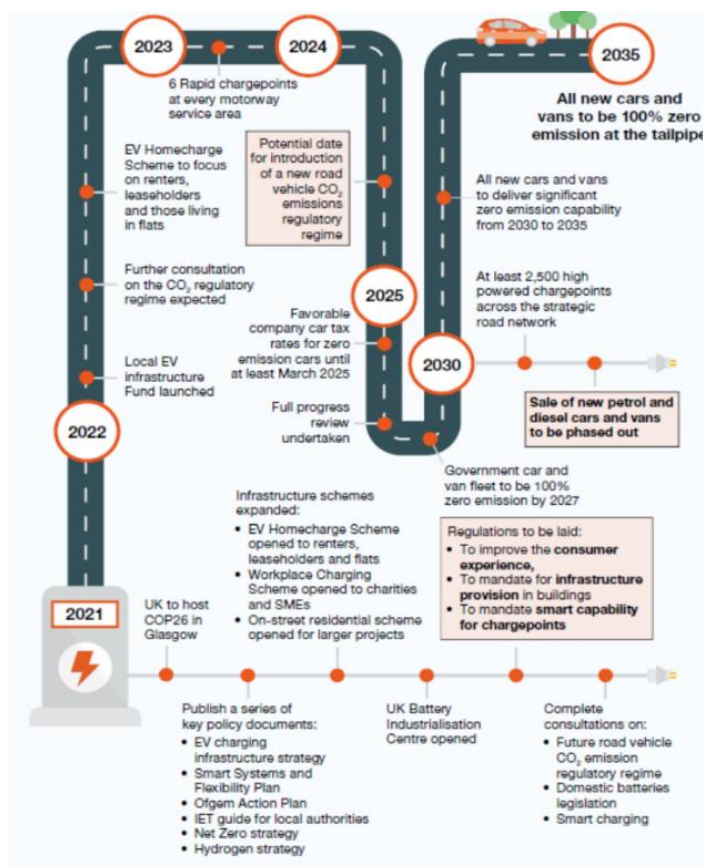 2023
2024
2035
6 Rapid chargepoints
at every motorway
service area
All new cars and
vans to be 100% zero
emission at the tailpipe
EV Homecharge
Scheme to focus
on renters,
leaseholders
and those living
in flats
Potential date
for introduction
of a new road
vehicle CO₂
emissions
regulatory
regime
All new cars and vans
to deliver significant
zero emission capability
from 2030 to 2035
Further consultation
on the CO₂ regulatory
regime expected
2025
At least 2,500 high
powered chargepoints
across the strategic
road network
Favorable
company car tax
rates for zero
emission cars until
at least March 2025
2030
Local EV
infrastructure
Fund launched
Sale of new petrol and
diesel cars and vans
to be phased out
2022
Full progress
review
undertaken
Government car and
van fleet to be 100%
zero emission by 2027
2021
UK to host
COP26 in
Glasgow
Infrastructure schemes
expanded:
• EV Homecharge Scheme
opened to renters,
leaseholders and flats
• Workplace Charging
Scheme opened to charities
and SMEs
• On-street residential scheme
opened for larger projects
Regulations to be laid:
• To improve the consumer
experience,
• To mandate for infrastructure
provision in buildings
• To mandate smart capability
for chargepoints
Publish a series of
key policy documents:
• EV charging
infrastructure strategy
• Smart Systems and
Flexibility Plan
• Ofgem Action Plan
• IET guide for local authorities
• Net Zero strategy
• Hydrogen strategy
UK Battery
Industrialisation
Centre opened
Complete
consultations on:
• Future road vehicle
CO₂ emission
regulatory regime
• Domestic batteries
legislation
• Smart charging